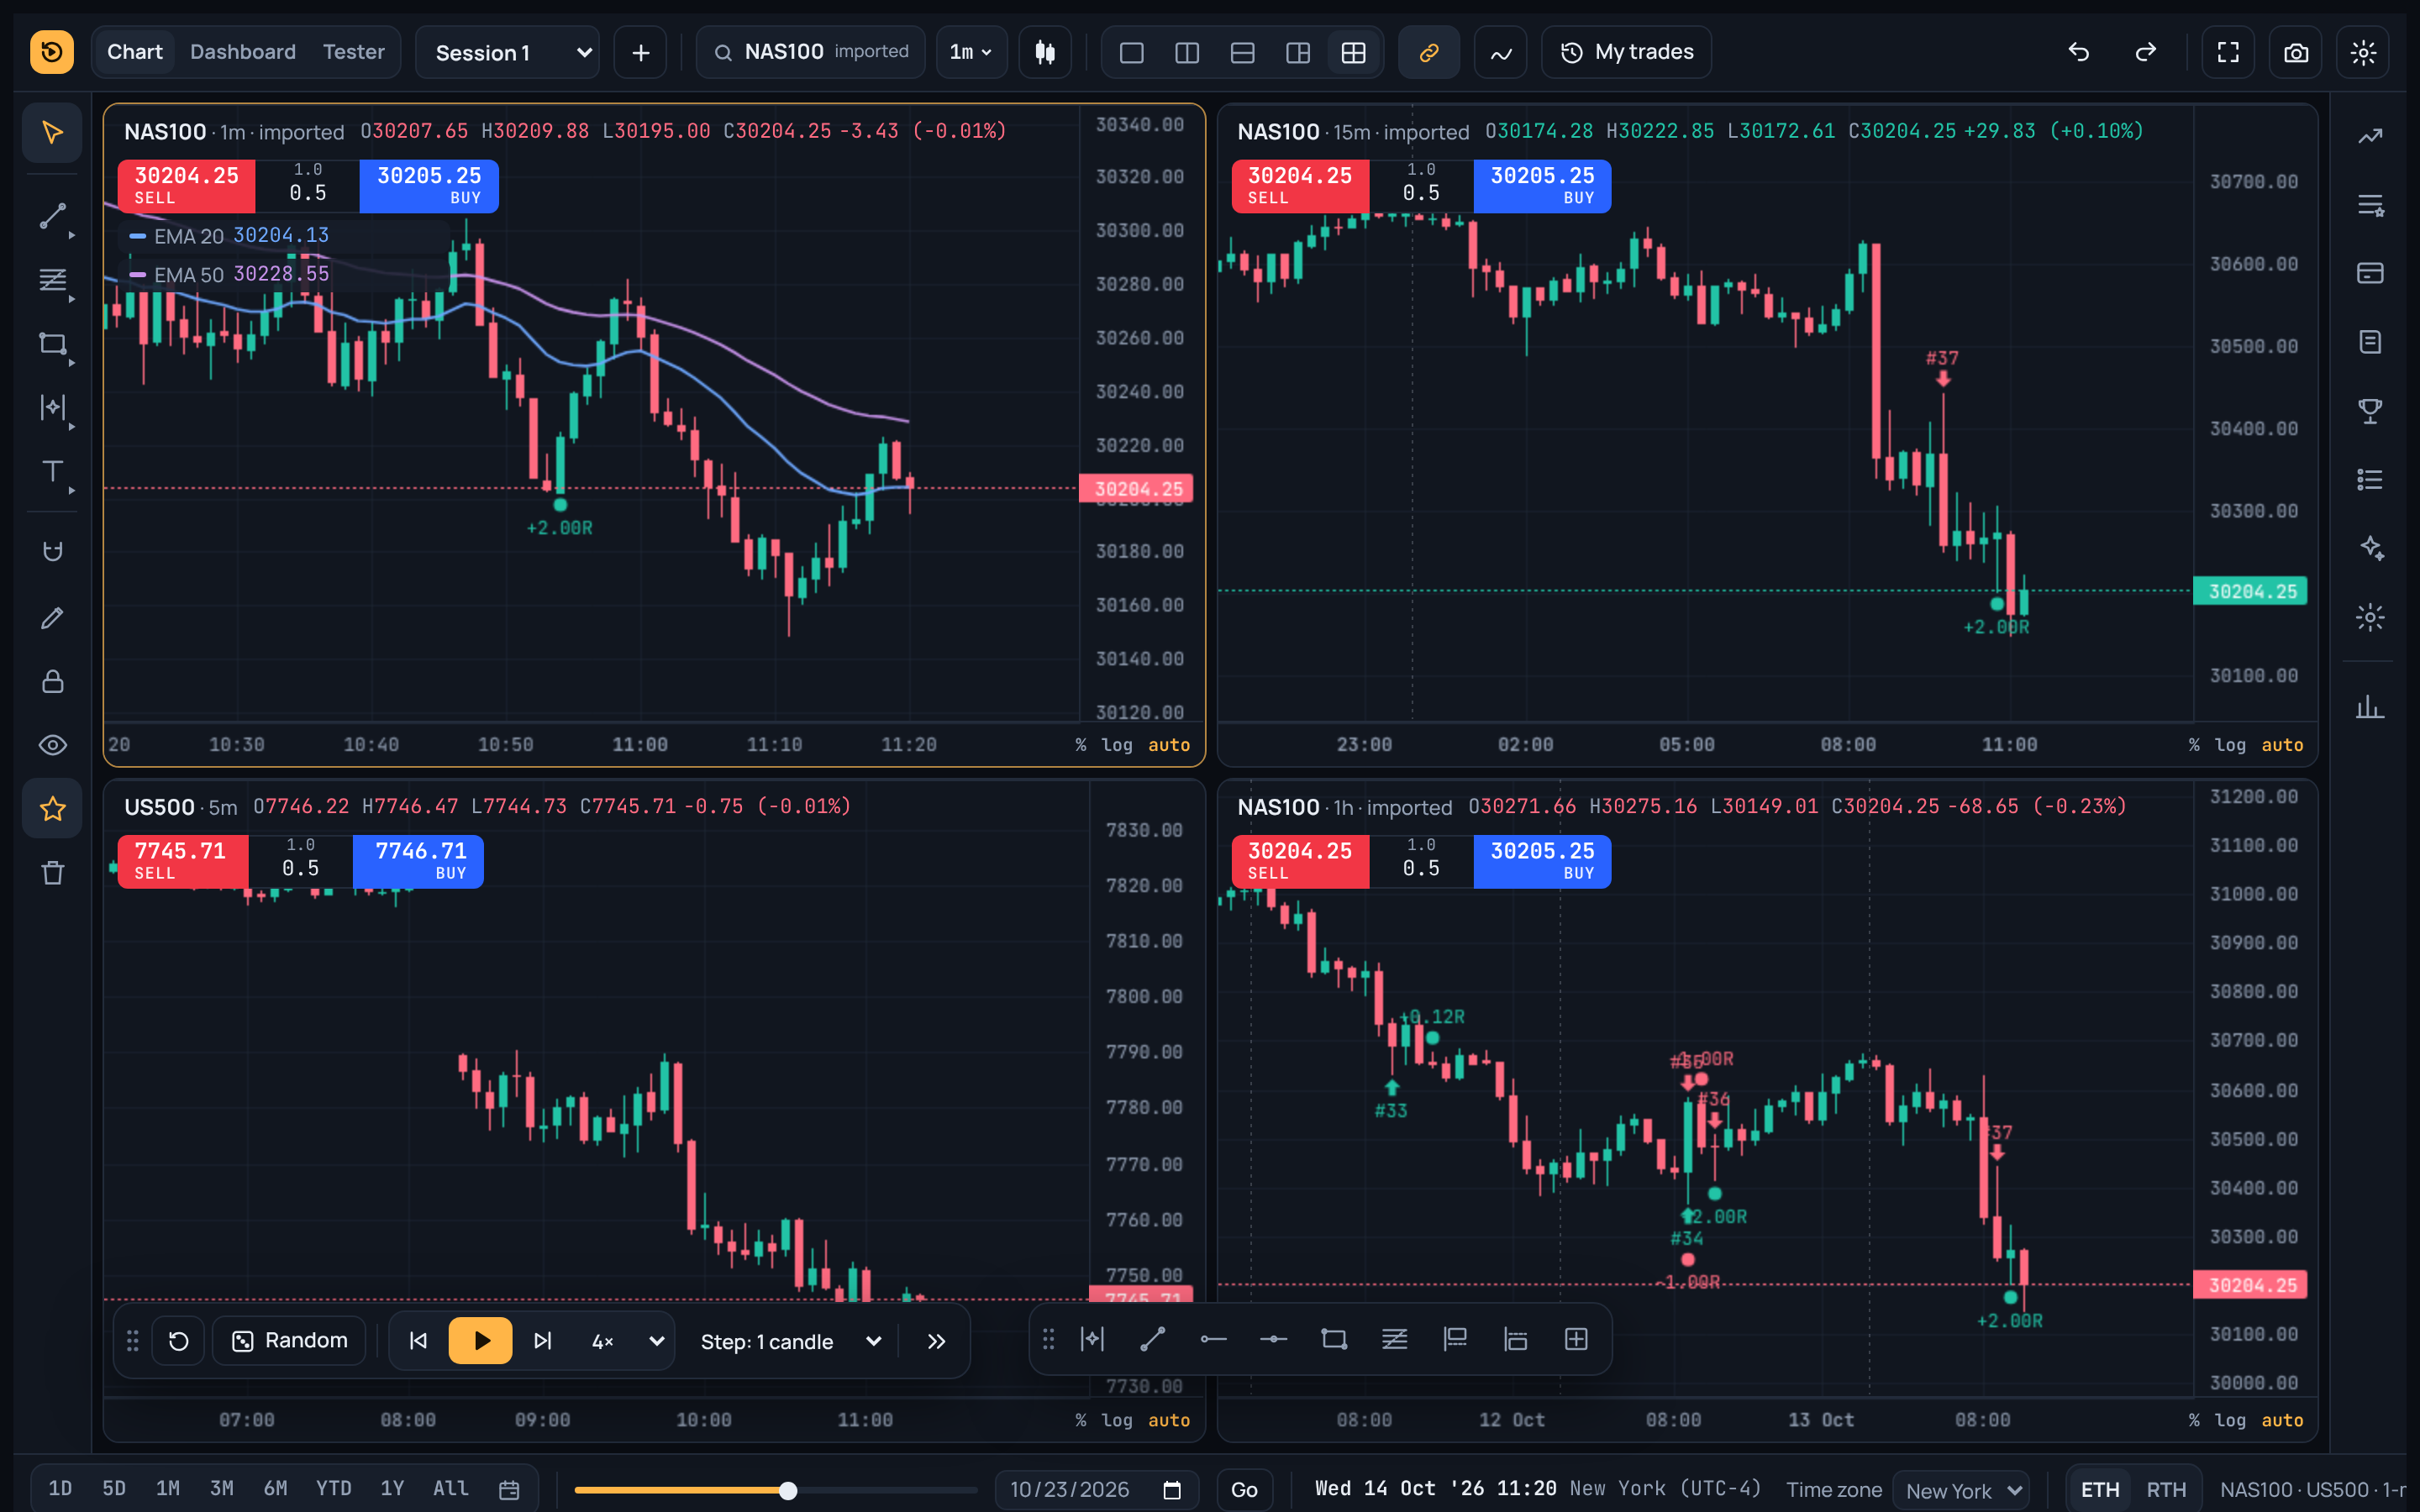 Chart Dashboard Tester Session 1 NAS100 imported 1m My trades
NAS100 · 1m · imported O30207.65 H30209.88 L30195.00 C30204.25 -3.43 (-0.01%)
30204.25 SELL 1.0 0.5 30205.25 BUY
EMA 20 30204.13
EMA 50 30228.55
+2.00R
30340.00
30320.00
30300.00
30280.00
30260.00
30240.00
30220.00
30204.25
30180.00
30160.00
30140.00
30120.00
20 10:30 10:40 10:50 11:00 11:10 11:20 % log auto
NAS100 · 15m · imported O30174.28 H30222.85 L30172.61 C30204.25 +29.83 (+0.10%)
30204.25 SELL 1.0 0.5 30205.25 BUY
#37
+2.00R
30700.00
30600.00
30500.00
30400.00
30300.00
30204.25
30100.00
23:00 02:00 05:00 08:00 11:00 % log auto
US500 · 5m O7746.22 H7746.47 L7744.73 C7745.71 -0.75 (-0.01%)
7745.71 SELL 1.0 0.5 7746.71 BUY
7830.00
7820.00
7810.00
7800.00
7790.00
7780.00
7770.00
7760.00
7750.00
7745.71
7730.00
Random 4× Step: 1 candle
07:00 08:00 09:00 10:00 11:00 % log auto
NAS100 · 1h · imported O30271.66 H30275.16 L30149.01 C30204.25 -68.65 (-0.23%)
30204.25 SELL 1.0 0.5 30205.25 BUY
+0.12R
#33
#36
#34
-1.00R
+2.00R
31200.00
31100.00
31000.00
30900.00
30800.00
30700.00
30600.00
30500.00
30400.00
30300.00
30204.25
30100.00
30000.00
08:00 12 Oct 08:00 13 Oct 08:00 % log auto
1D 5D 1M 3M 6M YTD 1Y All 10/23/2026 Go Wed 14 Oct '26 11:20 New York (UTC-4) Time zone New York ETH RTH NAS100 · US500 ·